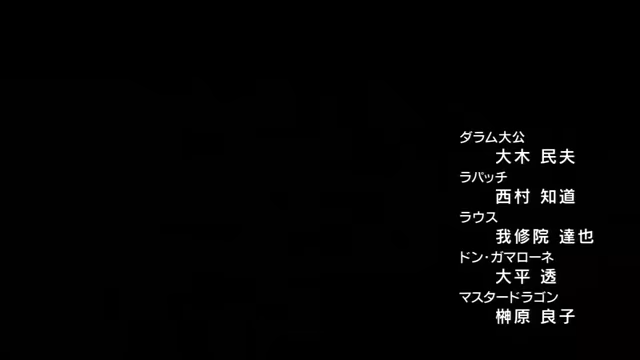 ダラム大公
大木 民夫
ラパッチ
西村 知道
ラウス
我修院 達也
ドン・ガマローネ
大平 透
マスタードラゴン
榊原 良子